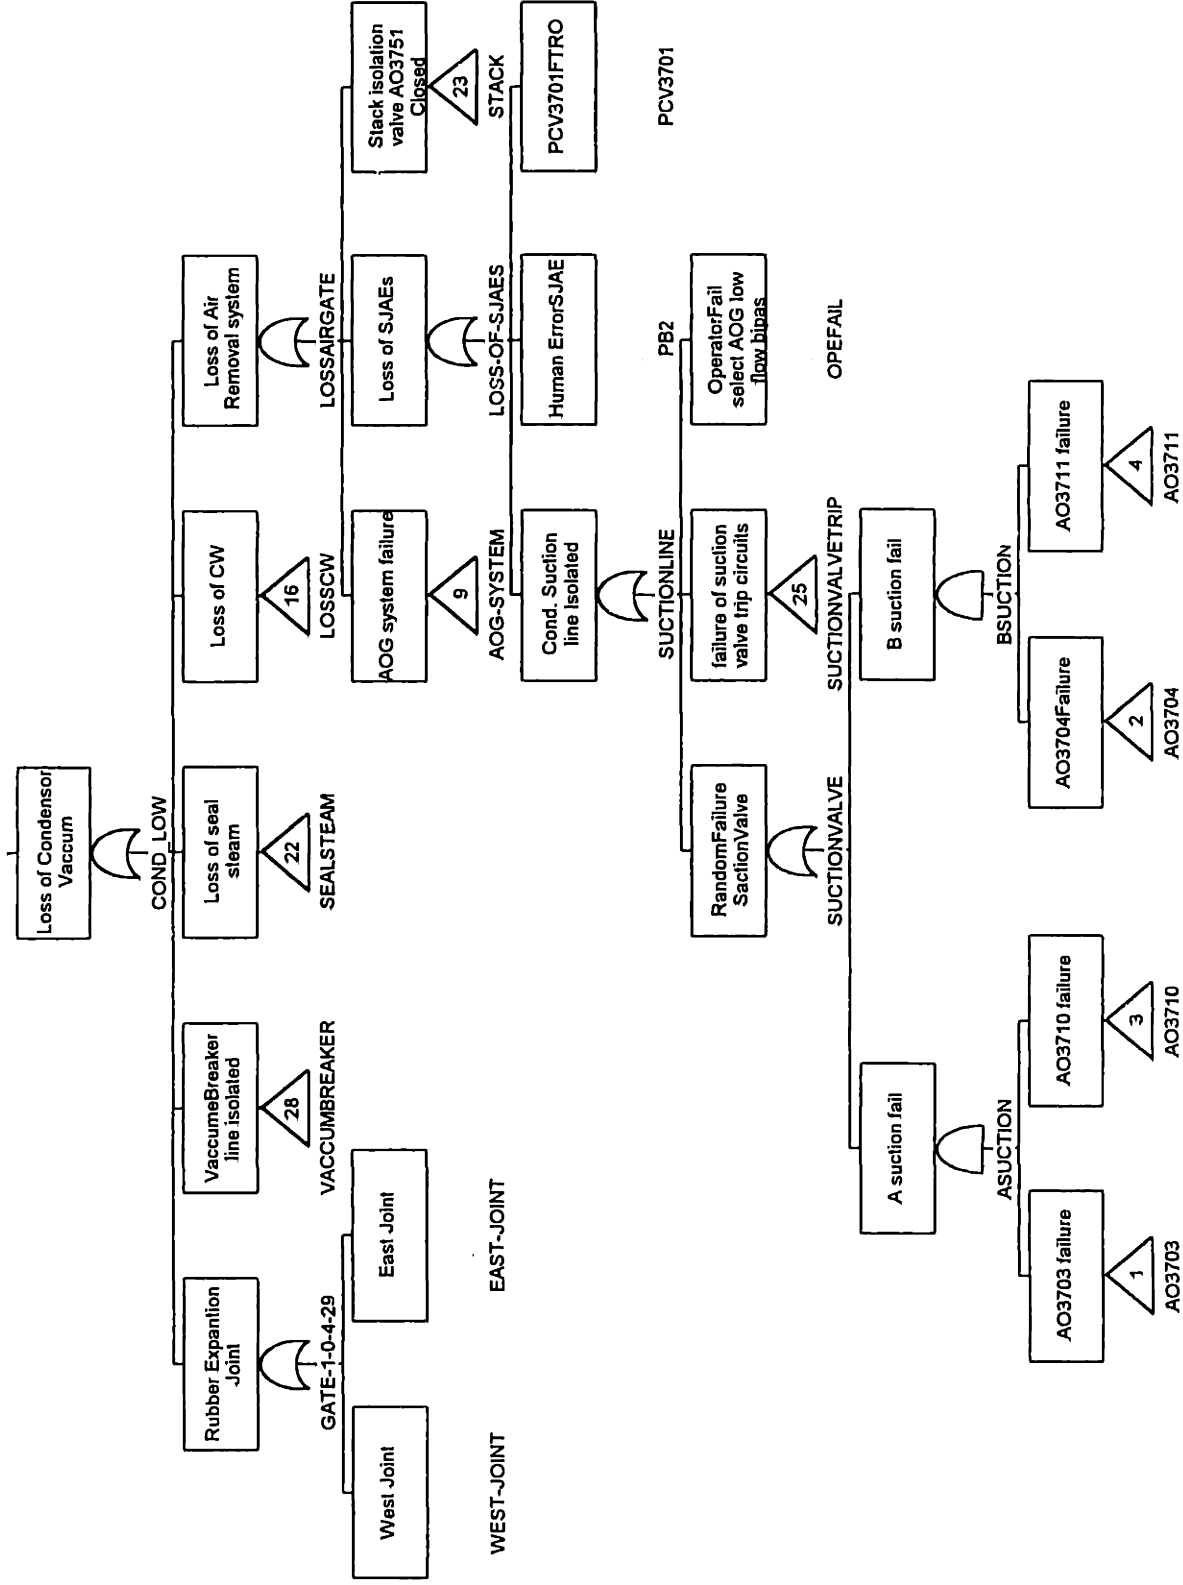 Loss of Condensor
Vaccum
COND_LOW
Rubber Expantion
Joint
GATE-1-0-4-29
VaccumeBreaker
line isolated
28
VACCUMBREAKER
Loss of seal
steam
22
SEALSTEAM
Loss of CW
16
LOSSCW
Loss of Air
Removal system
LOSSAIRGATE
West Joint
WEST-JOINT
East Joint
EAST-JOINT
AOG system failure
9
AOG-SYSTEM
Loss of SJAEs
LOSS-OF-SJAES
Stack isolation
valve AO3751
Closed
23
STACK
Cond. Suction
line Isolated
SUCTIONLINE
Human ErrorSJAE
PB2
PCV3701FTRO
PCV3701
RandomFailure
SactionValve
SUCTIONVALVE
failure of suction
valve trip circuits
25
SUCTIONVALVETRIP
OperatorFail
select AOG low
flow bipas
OPEFAIL
A suction fail
ASUCTION
B suction fail
BSUCTION
AO3703 failure
1
AO3703
AO3710 failure
3
AO3710
AO3704Failure
2
AO3704
AO3711 failure
4
AO3711